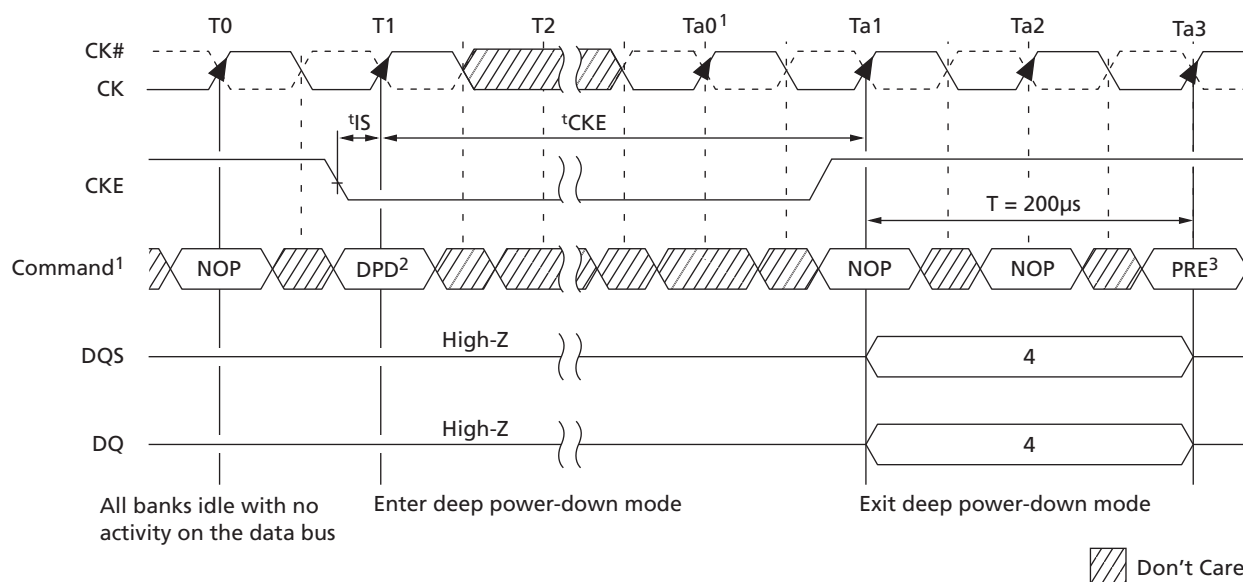 T0 T1 T2 Ta0¹ Ta1 Ta2 Ta3
CK#
CK
tIS tCKE
CKE
T = 200µs
Command¹ NOP DPD² NOP NOP PRE³
DQS High-Z 4
DQ High-Z 4
All banks idle with no
activity on the data bus
Enter deep power-down mode
Exit deep power-down mode
Don't Care